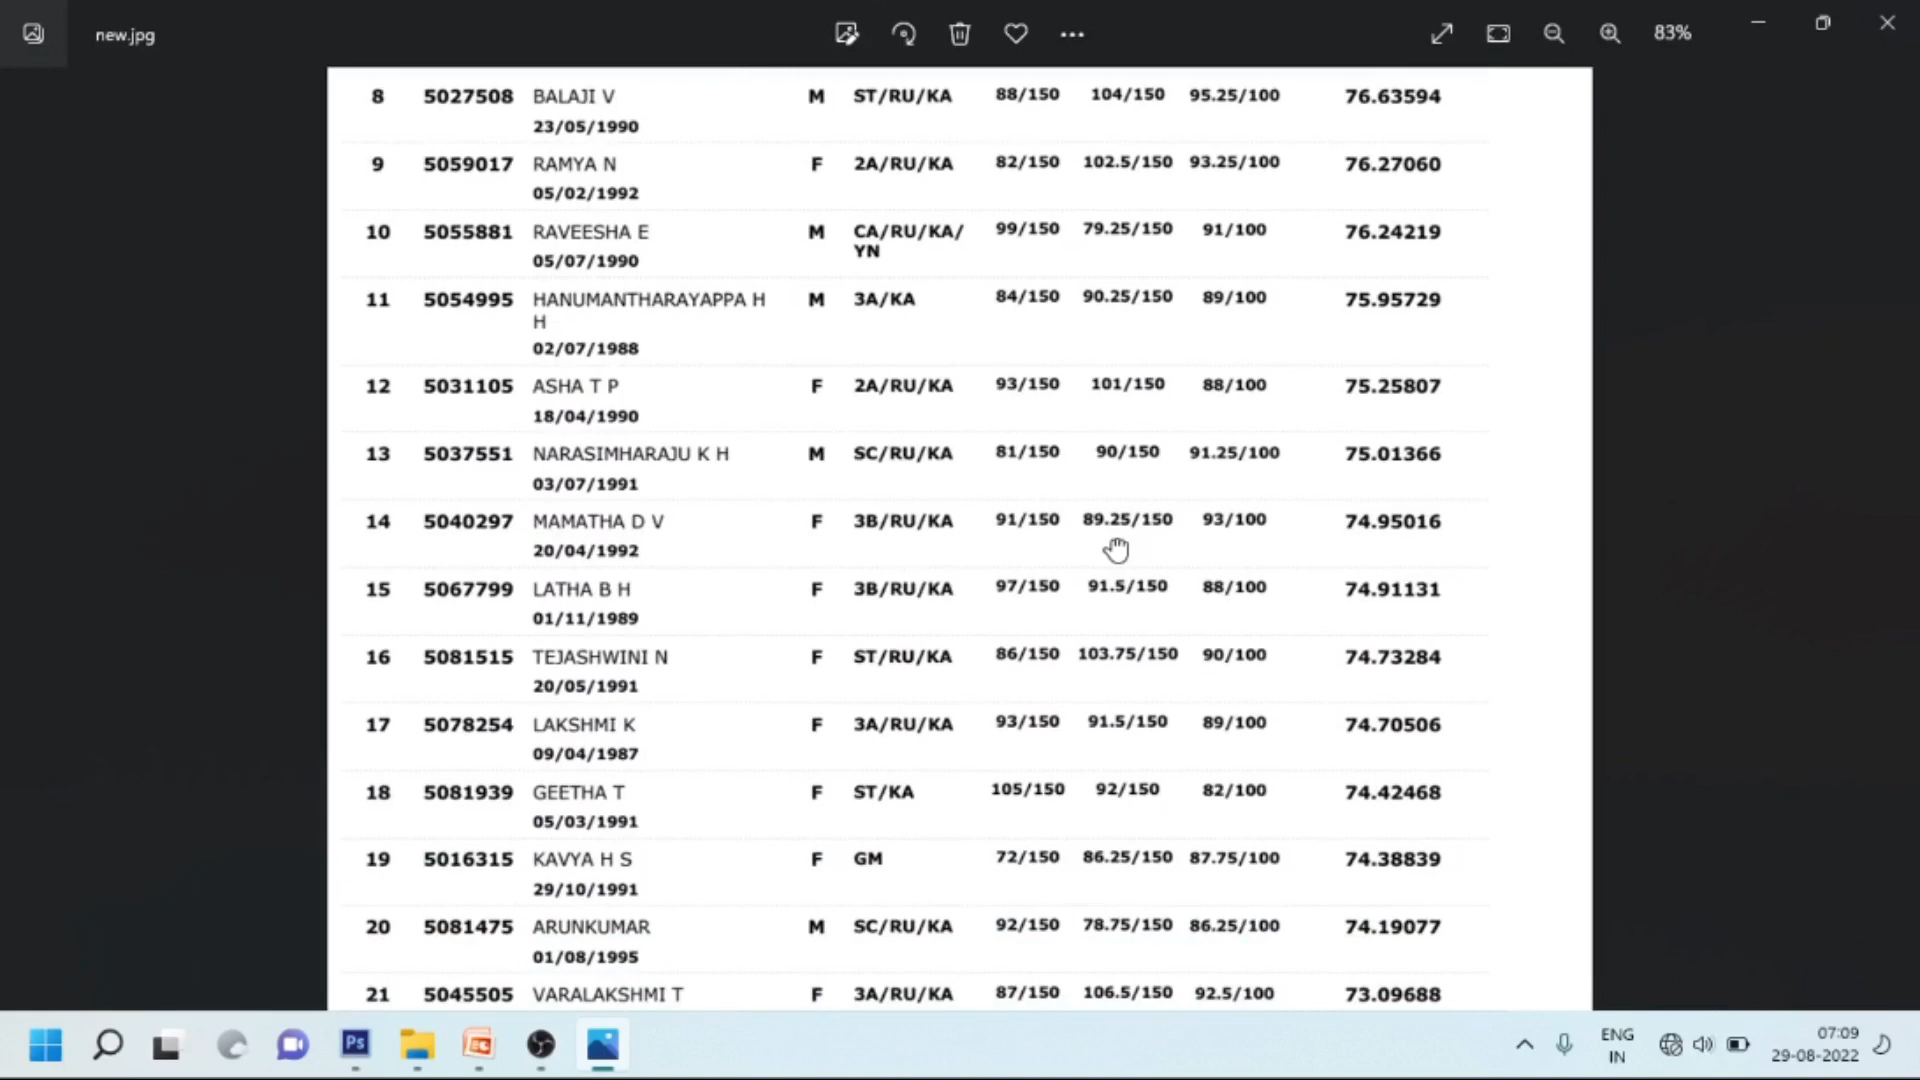 new.jpg
83%
8 5027508 BALAJI V M ST/RU/KA 88/150 104/150 95.25/100 76.63594
23/05/1990
9 5059017 RAMYA N F 2A/RU/KA 82/150 102.5/150 93.25/100 76.27060
05/02/1992
10 5055881 RAVEESHA E M CA/RU/KA/ 99/150 79.25/150 91/100 76.24219
YN
05/07/1990
11 5054995 HANUMANTHARAYAPPA H M 3A/KA 84/150 90.25/150 89/100 75.95729
H
02/07/1988
12 5031105 ASHA T P F 2A/RU/KA 93/150 101/150 88/100 75.25807
18/04/1990
13 5037551 NARASIMHARAJU K H M SC/RU/KA 81/150 90/150 91.25/100 75.01366
03/07/1991
14 5040297 MAMATHA D V F 3B/RU/KA 91/150 89.25/150 93/100 74.95016
20/04/1992
15 5067799 LATHA B H F 3B/RU/KA 97/150 91.5/150 88/100 74.91131
01/11/1989
16 5081515 TEJASHWINI N F ST/RU/KA 86/150 103.75/150 90/100 74.73284
20/05/1991
17 5078254 LAKSHMI K F 3A/RU/KA 93/150 91.5/150 89/100 74.70506
09/04/1987
18 5081939 GEETHA T F ST/KA 105/150 92/150 82/100 74.42468
05/03/1991
19 5016315 KAVYA H S F GM 72/150 86.25/150 87.75/100 74.38839
29/10/1991
20 5081475 ARUNKUMAR M SC/RU/KA 92/150 78.75/150 86.25/100 74.19077
01/08/1995
21 5045505 VARALAKSHMI T F 3A/RU/KA 87/150 106.5/150 92.5/100 73.09688
Ps
ENG
IN
07:09
29-08-2022